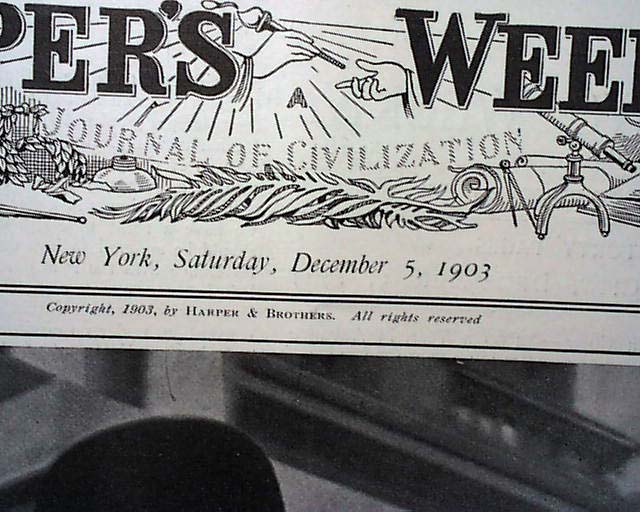 PER'S WEE
A
JOURNAL OF CIVILIZATION
New York, Saturday, December 5, 1903
Copyright, 1903, by HARPER & BROTHERS. All rights reserved